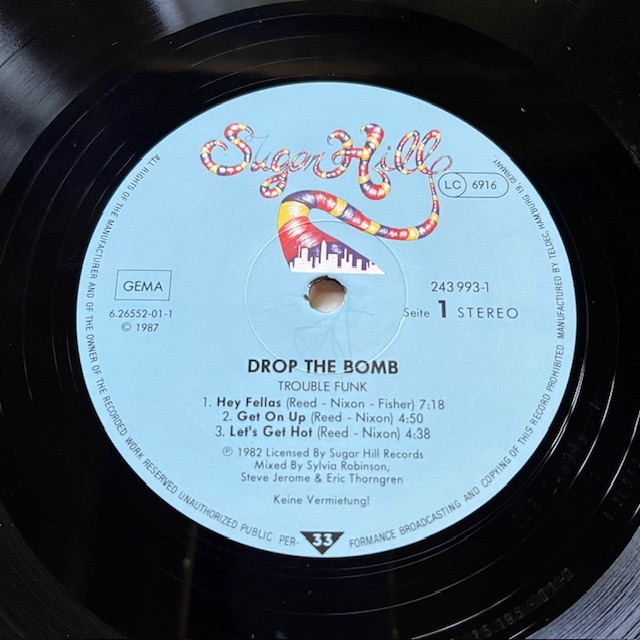 Sugar Hill
LC 6916
GEMA
6.26552-01-1
© 1987
243 993-1
Seite 1 STEREO
DROP THE BOMB
TROUBLE FUNK
1. Hey Fellas (Reed - Nixon - Fisher) 7:18
2. Get On Up (Reed - Nixon) 4:50
3. Let's Get Hot (Reed - Nixon) 4:38
℗ 1982 Licensed By Sugar Hill Records
Mixed By Sylvia Robinson,
Steve Jerome & Eric Thorngren
Keine Vermietung!
33
ALL RIGHTS OF THE MANUFACTURER AND OF THE OWNER OF THE RECORDED WORK RESERVED UNAUTHORIZED PUBLIC PER- FORMANCE BROADCASTING AND COPYING OF THIS RECORD PROHIBITED. MANUFACTURED BY TELDEC, HAMBURG 19, GERMANY